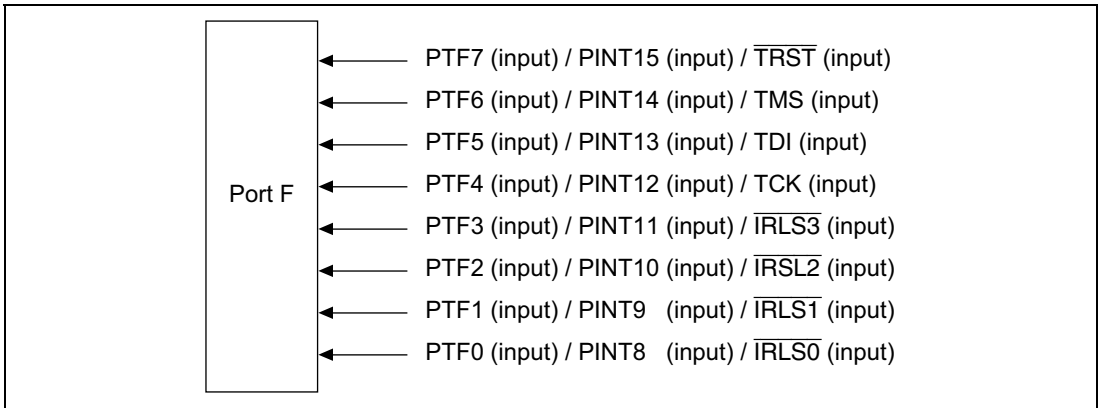 Port F
PTF7 (input) / PINT15 (input) / TRST (input)
PTF6 (input) / PINT14 (input) / TMS (input)
PTF5 (input) / PINT13 (input) / TDI (input)
PTF4 (input) / PINT12 (input) / TCK (input)
PTF3 (input) / PINT11 (input) / IRLS3 (input)
PTF2 (input) / PINT10 (input) / IRSL2 (input)
PTF1 (input) / PINT9 (input) / IRLS1 (input)
PTF0 (input) / PINT8 (input) / IRLS0 (input)